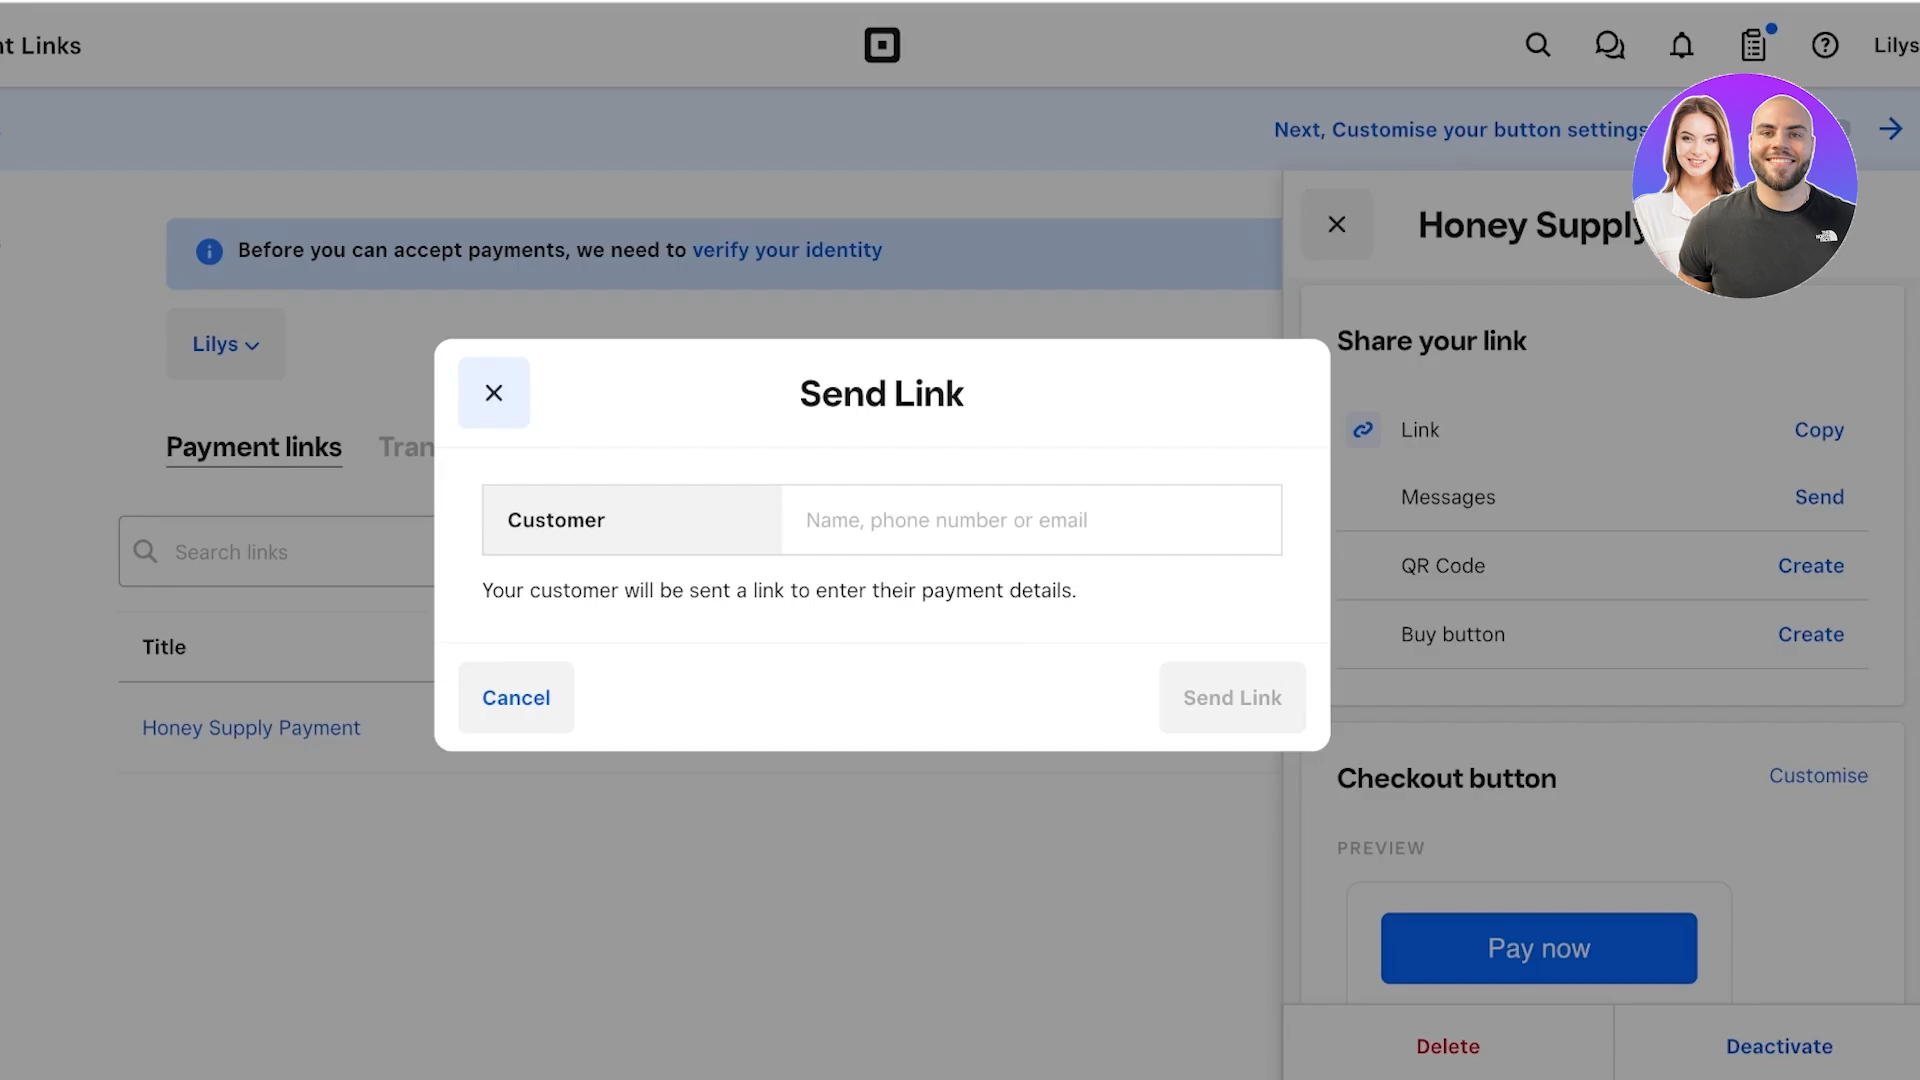 nt Links
Lilys
Next, Customise your button settings
Before you can accept payments, we need to verify your identity
Honey Supply
Lilys
Share your link
Send Link
Payment links
Tran
Link
Copy
Messages
Send
Customer
Name, phone number or email
Search links
QR Code
Create
Your customer will be sent a link to enter their payment details.
Buy button
Create
Title
Cancel
Send Link
Honey Supply Payment
Checkout button
Customise
PREVIEW
Pay now
Delete
Deactivate